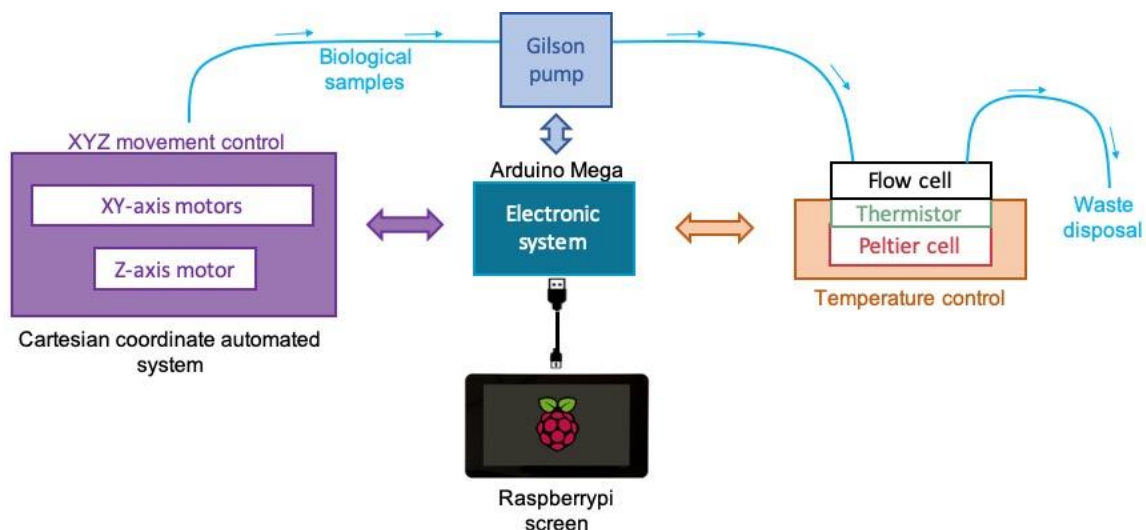 Gilson
pump
Biological
samples
XYZ movement control
XY-axis motors
Z-axis motor
Cartesian coordinate automated
system
Arduino Mega
Electronic
system
Flow cell
Thermistor
Peltier cell
Temperature control
Waste
disposal
Raspberrypi
screen